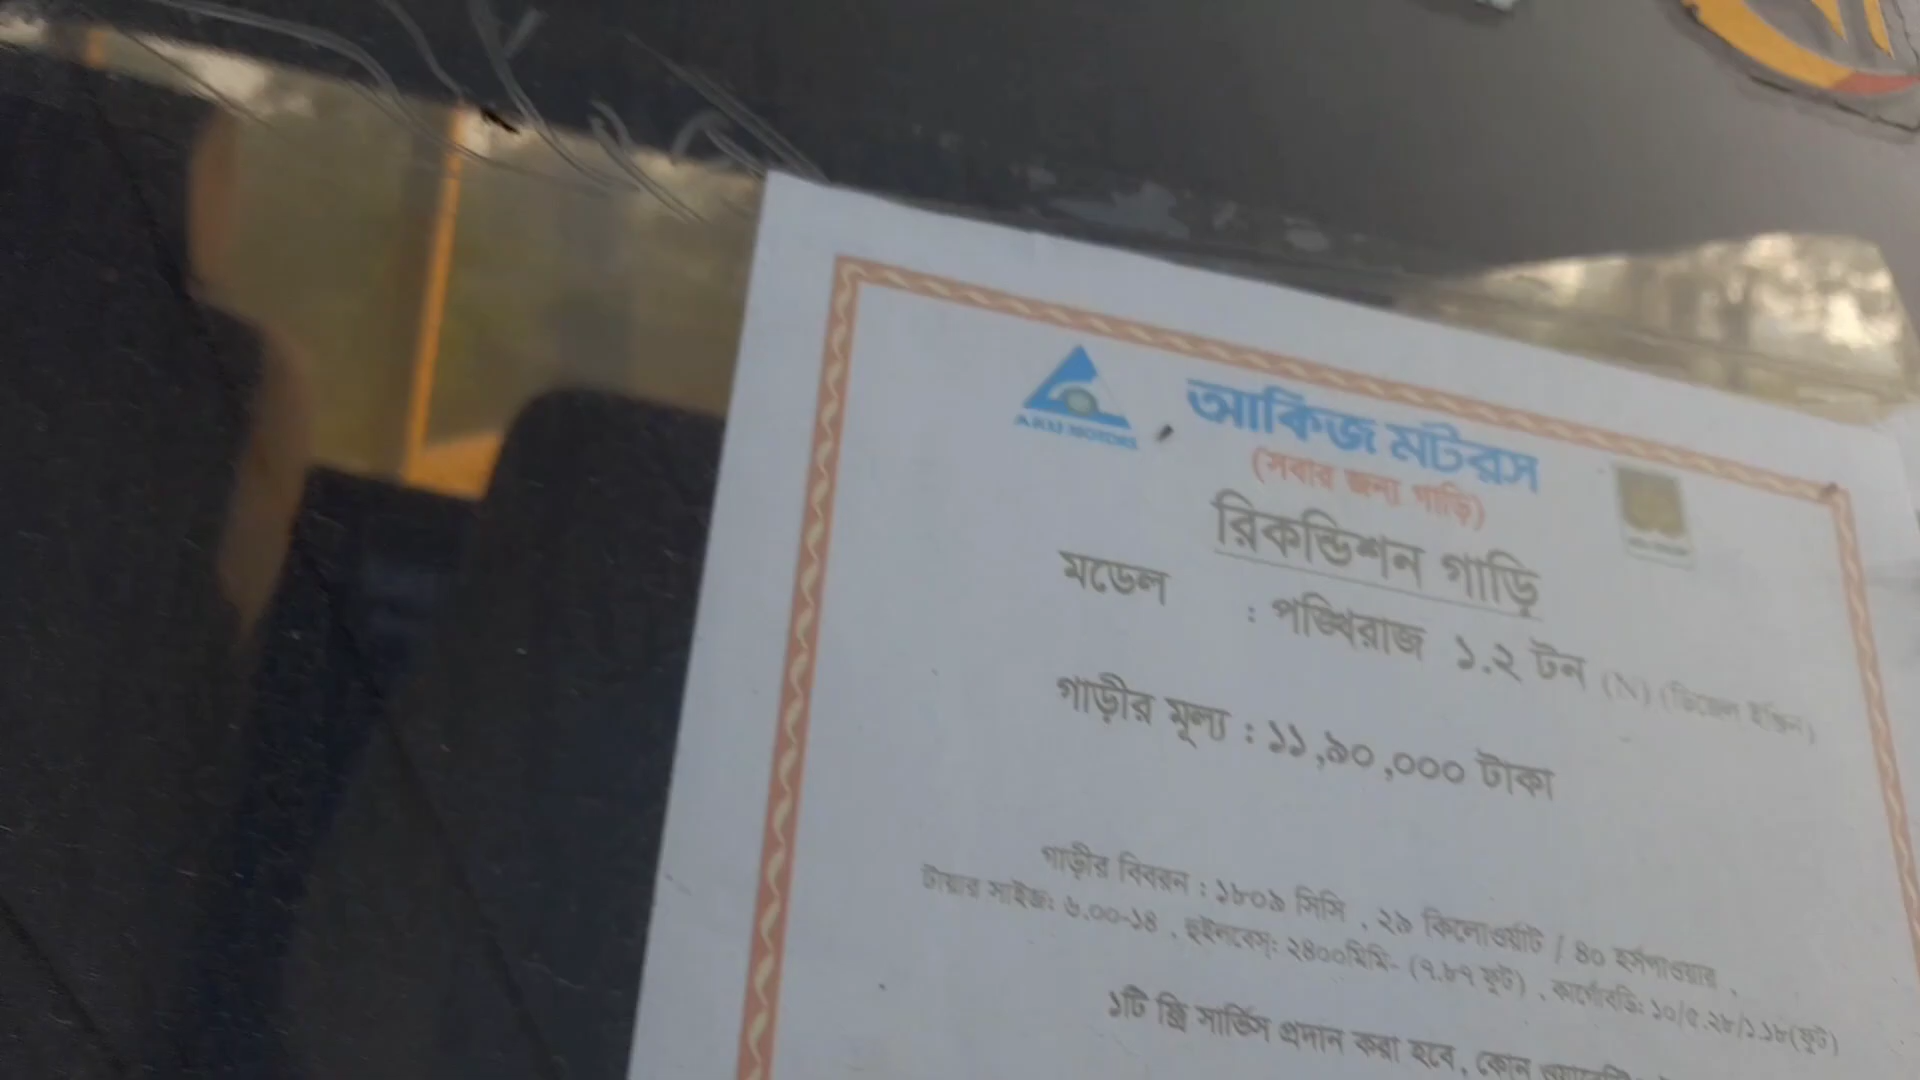 AKIJ MOTORS
আকিজ মটরস
(সবার জন্য গাড়ি)
রিকন্ডিশন গাড়ি
মডেল : পঙ্খিরাজ ১.২ টন (N) (ডিজেল ইঞ্জিন)
গাড়ীর মূল্য : ১১,৯০,০০০ টাকা
গাড়ীর বিবরন : ১৮০৯ সিসি , ২৯ কিলোওয়াট / ৪০ হর্সপাওয়ার ,
টায়ার সাইজ: ৬.০০-১৪ , হুইলবেস: ২৪০০মিমি- (৭.৮৭ ফুট) , কার্গোবডি: ১০/৫.২৮/১.১৮(ফুট)
১টি ফ্রি সার্ভিস প্রদান করা হবে, কোন